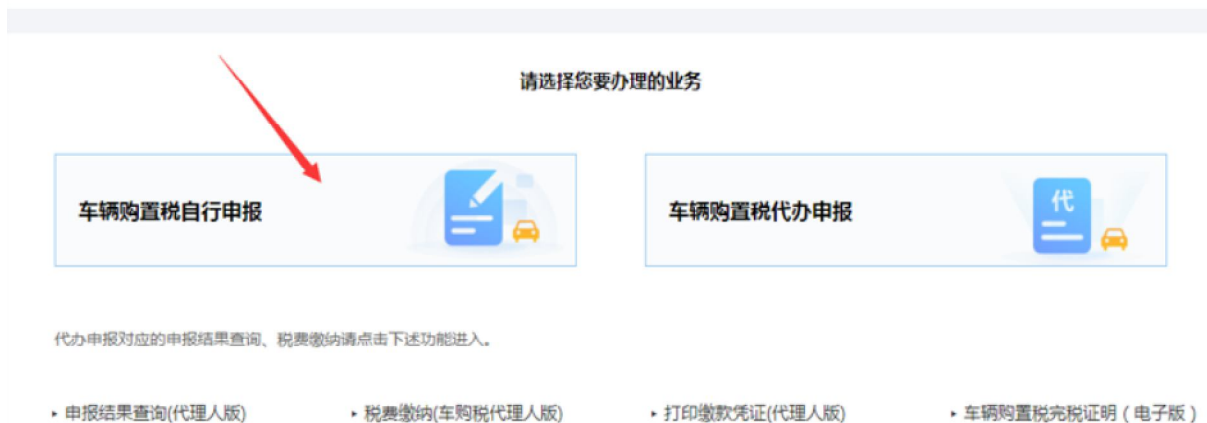 请选择您要办理的业务
车辆购置税自行申报
车辆购置税代办申报
代
代办申报对应的申报结果查询、税费缴纳请点击下述功能进入。
▸ 申报结果查询(代理人版) ▸ 税费缴纳(车购税代理人版) ▸ 打印缴款凭证(代理人版) ▸ 车辆购置税完税证明（电子版）